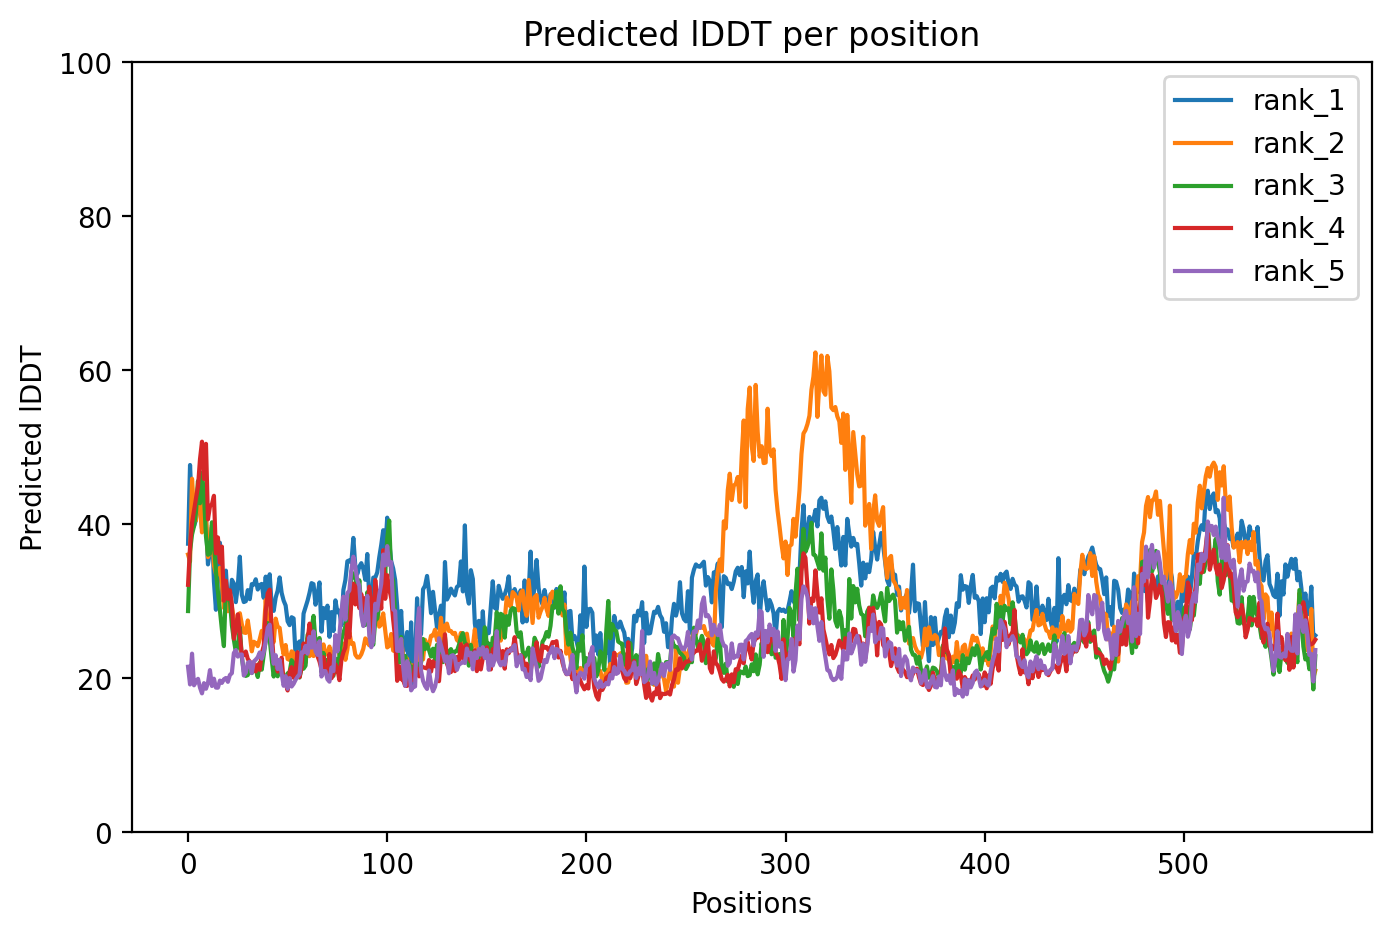 Predicted lDDT per position
100
80
60
40
20
0
Predicted lDDT
rank_1
rank_2
rank_3
rank_4
rank_5
0 100 200 300 400 500
Positions